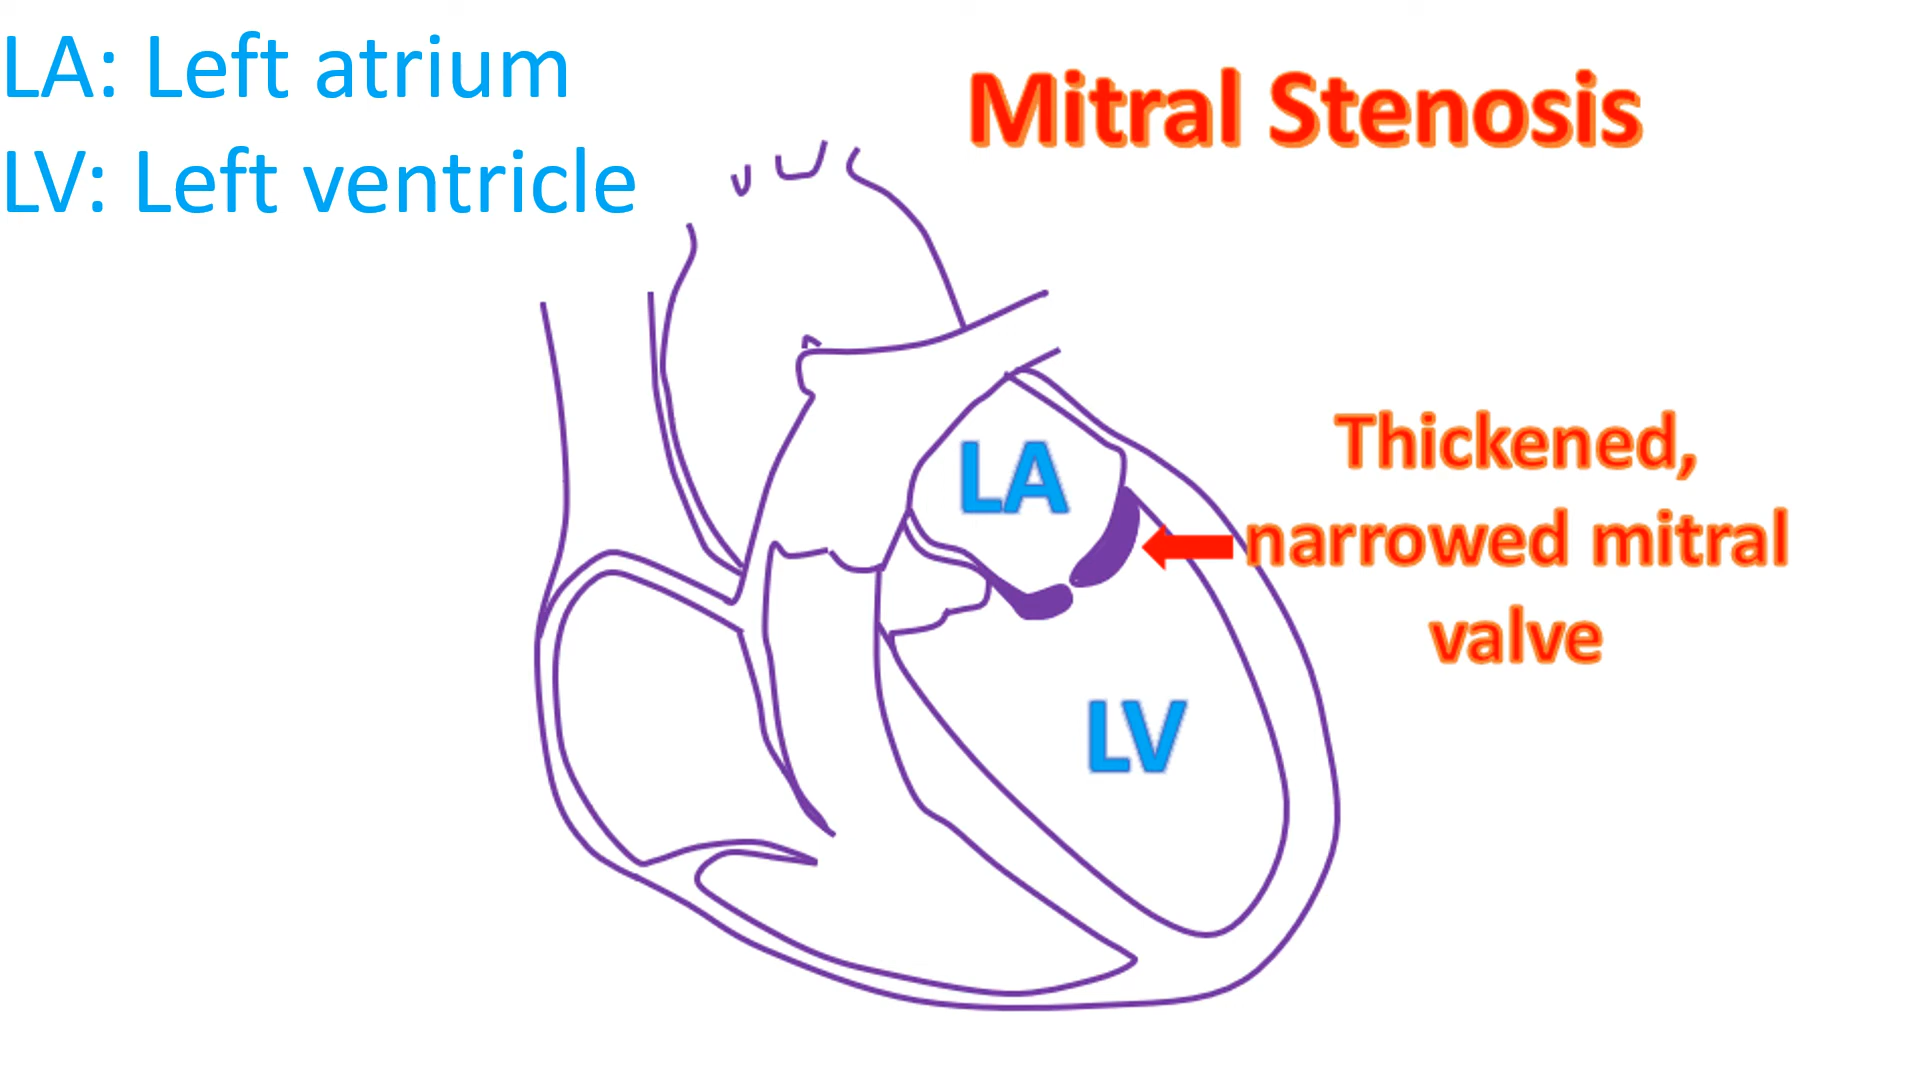 LA: Left atrium
LV: Left ventricle
Mitral Stenosis
LA
Thickened,
narrowed mitral
valve
LV